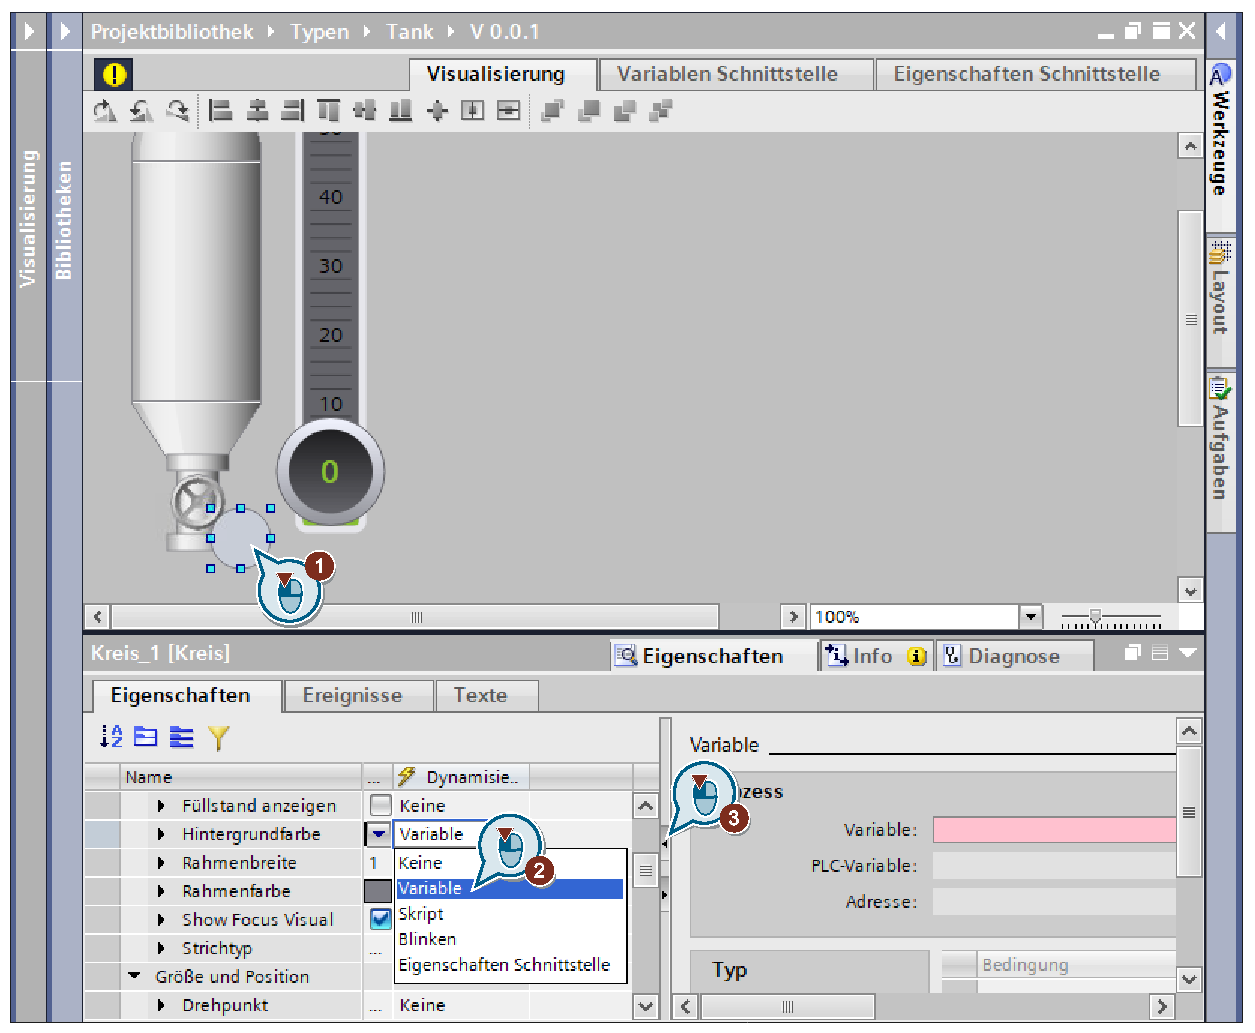 Projektbibliothek ▸ Typen ▸ Tank ▸ V 0.0.1
Visualisierung
Variablen Schnittstelle
Eigenschaften Schnittstelle
Visualisierung
Bibliotheken
Werkzeuge
Layout
Aufgaben
40
30
20
10
0
1
100%
Kreis_1 [Kreis]
Eigenschaften
Info
Diagnose
Eigenschaften
Ereignisse
Texte
Name
...
Dynamisie..
Füllstand anzeigen
Keine
Hintergrundfarbe
Variable
Rahmenbreite
1
Keine
Rahmenfarbe
Variable
Show Focus Visual
Skript
Strichtyp
...
Blinken
Größe und Position
Eigenschaften Schnittstelle
Drehpunkt
...
Keine
2
3
Variable
zess
Variable:
PLC-Variable:
Adresse:
Typ
Bedingung